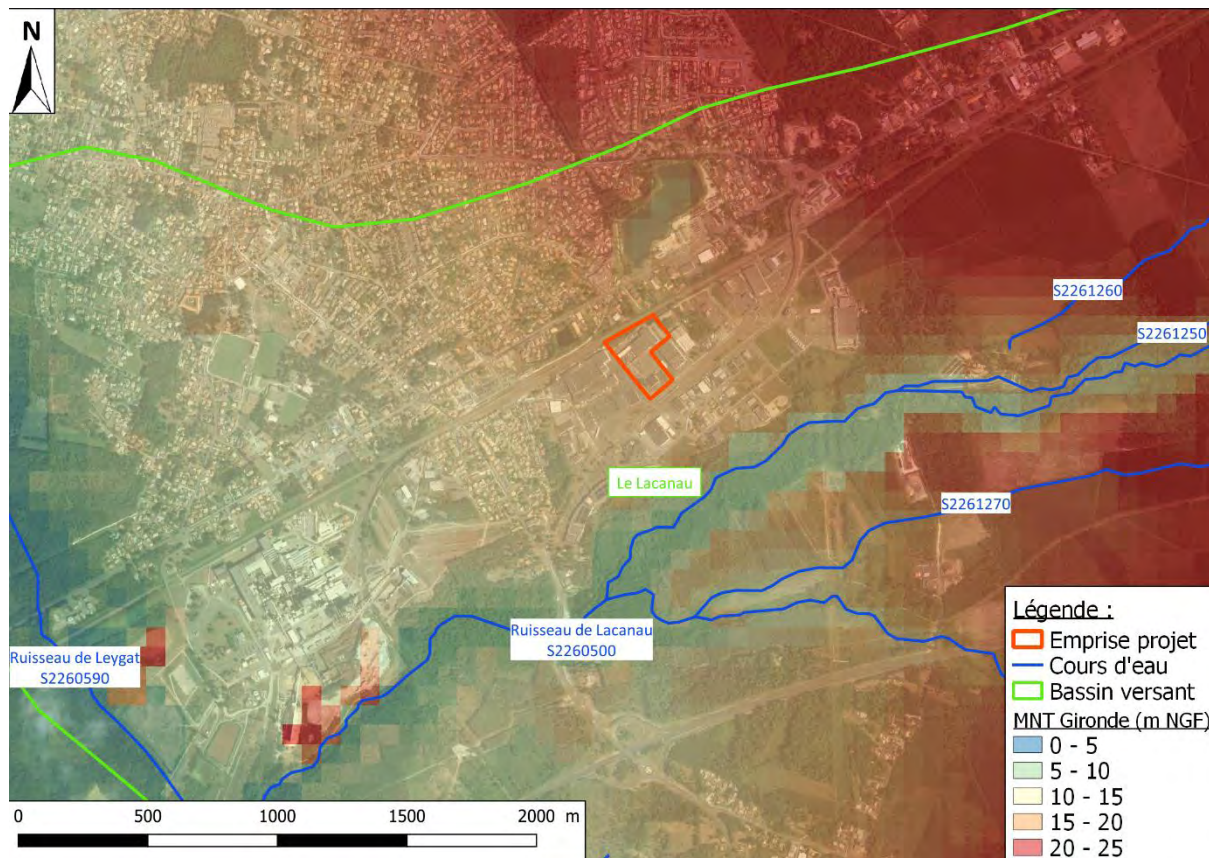 N
S2261260
S2261250
Le Lacanau
S2261270
Ruisseau de Lacanau
S2260500
Ruisseau de Leygat
S2260590
Légende :
Emprise projet
Cours d'eau
Bassin versant
MNT Gironde (m NGF)
0 - 5
5 - 10
10 - 15
15 - 20
20 - 25
0 500 1000 1500 2000 m